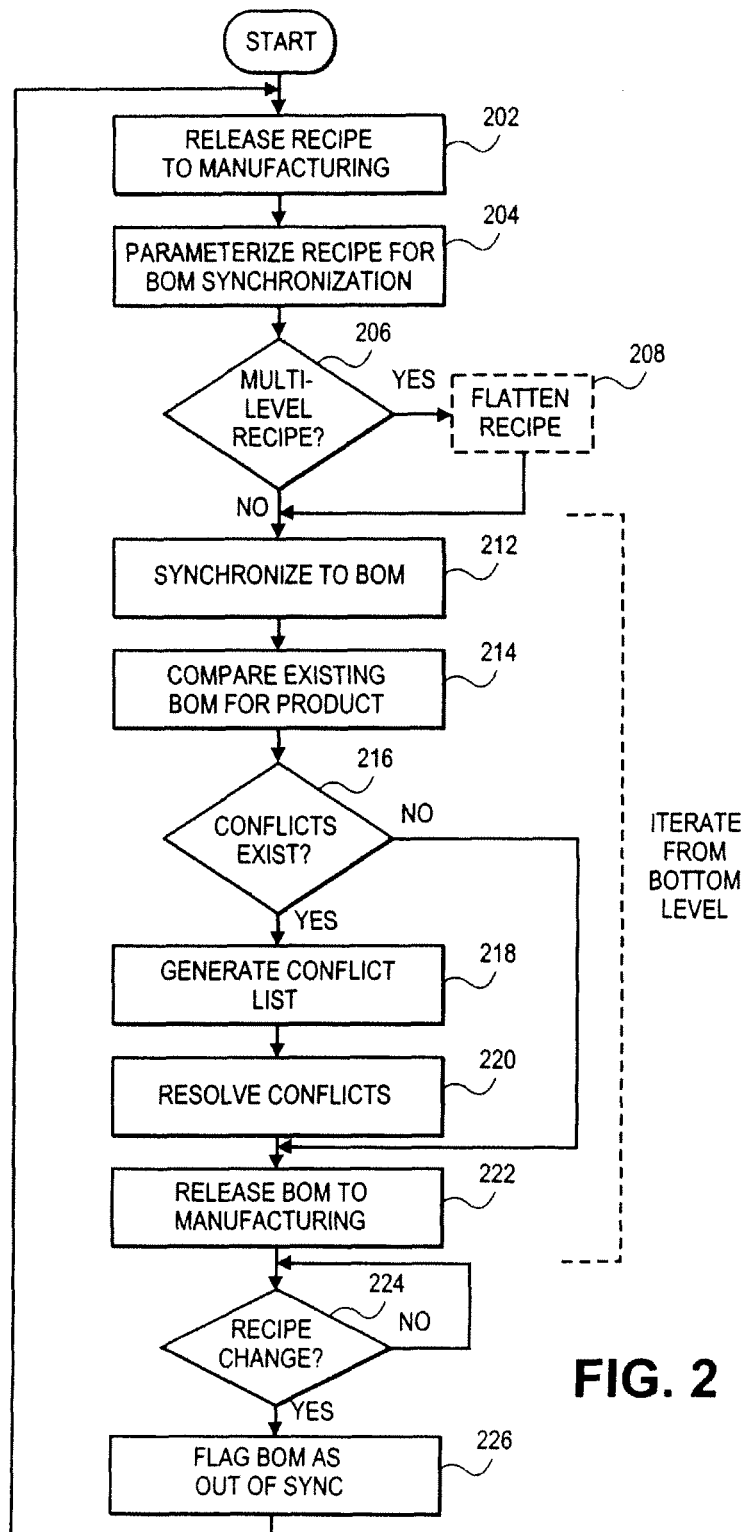 START
202
RELEASE RECIPE
TO MANUFACTURING
204
PARAMETERIZE RECIPE FOR
BOM SYNCHRONIZATION
206
MULTI-
LEVEL
RECIPE?
YES
208
FLATTEN
RECIPE
NO
212
SYNCHRONIZE TO BOM
214
COMPARE EXISTING
BOM FOR PRODUCT
216
CONFLICTS
EXIST?
NO
YES
ITERATE
FROM
BOTTOM
LEVEL
218
GENERATE CONFLICT
LIST
220
RESOLVE CONFLICTS
222
RELEASE BOM TO
MANUFACTURING
224
RECIPE
CHANGE?
NO
YES
FIG. 2
226
FLAG BOM AS
OUT OF SYNC